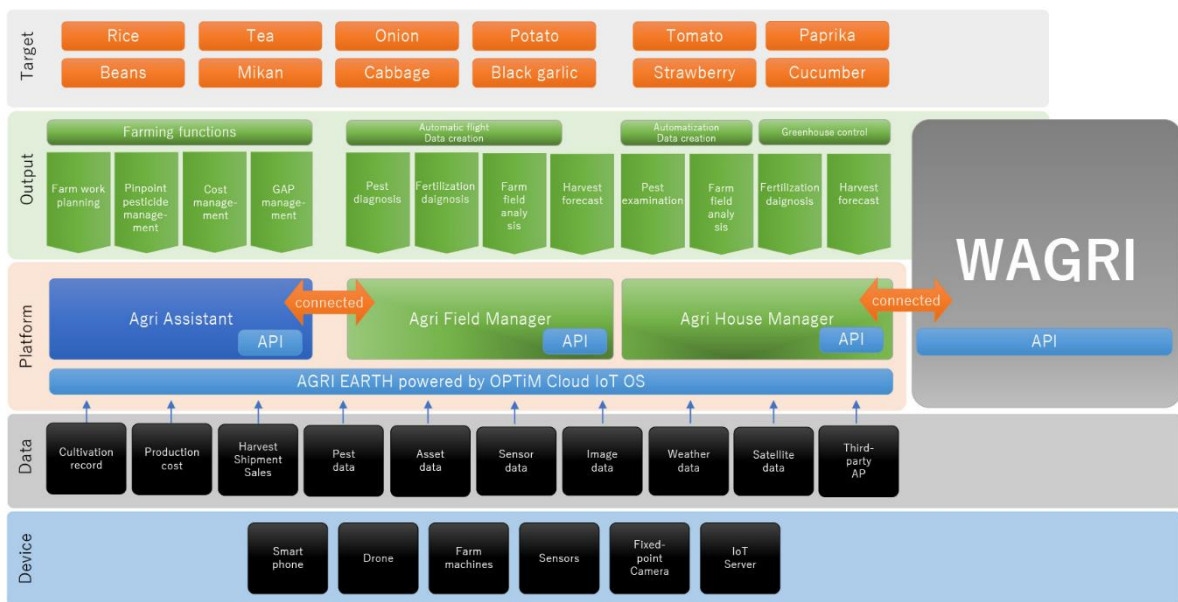 Target
Rice
Tea
Onion
Potato
Tomato
Paprika
Beans
Mikan
Cabbage
Black garlic
Strawberry
Cucumber
Output
Farming functions
Automatic flight
Data creation
Automatization
Data creation
Greenhouse control
Farm work
planning
Pinpoint
pesticide
manage-
ment
Cost
manage-
ment
GAP
manage-
ment
Pest
diagnosis
Fertilization
daignosis
Farm
field
analy
sis
Harvest
forecast
Pest
examination
Farm
field
analy
sis
Fertilization
daignosis
Harvest
forecast
WAGRI
API
Platform
Agri Assistant
API
connected
Agri Field Manager
API
Agri House Manager
API
connected
AGRI EARTH powered by OPTiM Cloud IoT OS
Data
Cultivation
record
Production
cost
Harvest
Shipment
Sales
Pest
data
Asset
data
Sensor
data
Image
data
Weather
data
Satellite
data
Third-
party
AP
Device
Smart
phone
Drone
Farm
machines
Sensors
Fixed-
point
Camera
IoT
Server